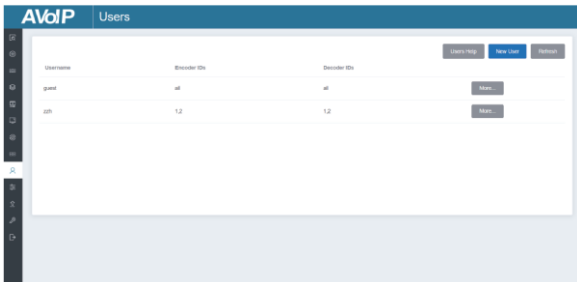 AVoIP Users
Users Help New User Refresh
Username Encoder IDs Decoder IDs
guest all all More...
1,2 1,2 More...